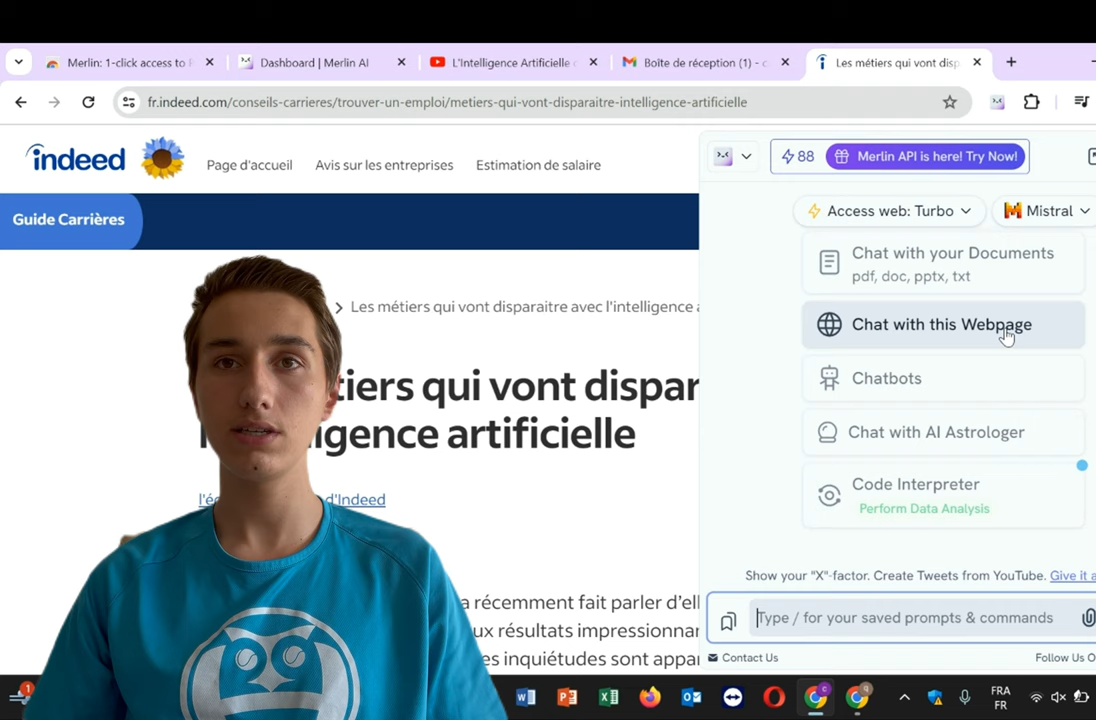 Merlin: 1-click access to
Dashboard | Merlin AI
L'Intelligence Artificielle
Boîte de réception (1) -
Les métiers qui vont disp
fr.indeed.com/conseils-carrieres/trouver-un-emploi/metiers-qui-vont-disparaitre-intelligence-artificielle
indeed
Page d'accueil
Avis sur les entreprises
Estimation de salaire
88
Merlin API is here! Try Now!
Guide Carrières
Access web: Turbo
Mistral
Chat with your Documents
pdf, doc, pptx, txt
Les métiers qui vont disparaitre avec l'intelligence a
Chat with this Webpage
tiers qui vont dispar
Chatbots
lligence artificielle
Chat with AI Astrologer
l'é
d'Indeed
Code Interpreter
Perform Data Analysis
Show your "X"-factor. Create Tweets from YouTube. Give it a
a récemment fait parler d'ell
Type / for your saved prompts & commands
ux résultats impressionnan
es inquiétudes sont appar
Contact Us
Follow Us O
1
FRA
FR